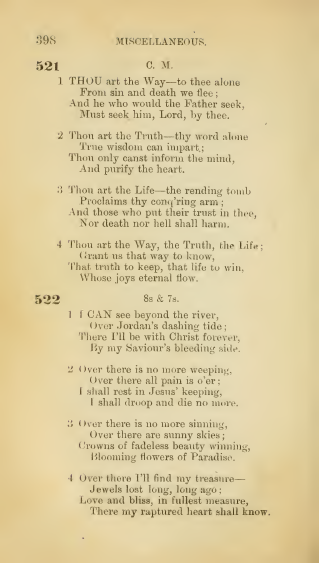 398 MISCELLANEOUS.
521 C. M.
1 THOU art the Way—to thee alone
From sin and death we flee;
And he who would the Father seek,
Must seek him, Lord, by thee.
2 Thou art the Truth—thy word alone
True wisdom can impart;
Thou only canst inform the mind,
And purify the heart.
3 Thou art the Life—the rending tomb
Proclaims thy conq'ring arm;
And those who put their trust in thee,
Nor death nor hell shall harm.
4 Thou art the Way, the Truth, the Life;
Grant us that way to know,
That truth to keep, that life to win,
Whose joys eternal flow.
522 8s & 7s.
1 I CAN see beyond the river,
Over Jordan's dashing tide;
There I'll be with Christ forever,
By my Saviour's bleeding side.
2 Over there is no more weeping,
Over there all pain is o'er;
I shall rest in Jesus' keeping,
I shall droop and die no more.
3 Over there is no more sinning,
Over there are sunny skies;
Crowns of fadeless beauty winning,
Blooming flowers of Paradise.
4 Over there I'll find my treasure—
Jewels lost long, long ago;
Love and bliss, in fullest measure,
There my raptured heart shall know.